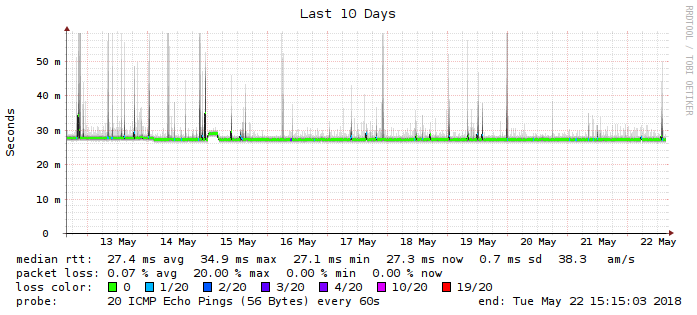 Last 10 Days
RRDTOOL / TOBI OETIKER
Seconds
50 m
40 m
30 m
20 m
10 m
0
13 May 14 May 15 May 16 May 17 May 18 May 19 May 20 May 21 May 22 May
median rtt: 27.4 ms avg 34.9 ms max 27.1 ms min 27.3 ms now 0.7 ms sd 38.3 am/s
packet loss: 0.07 % avg 20.00 % max 0.00 % min 0.00 % now
loss color: 0 1/20 2/20 3/20 4/20 10/20 19/20
probe: 20 ICMP Echo Pings (56 Bytes) every 60s end: Tue May 22 15:15:03 2018